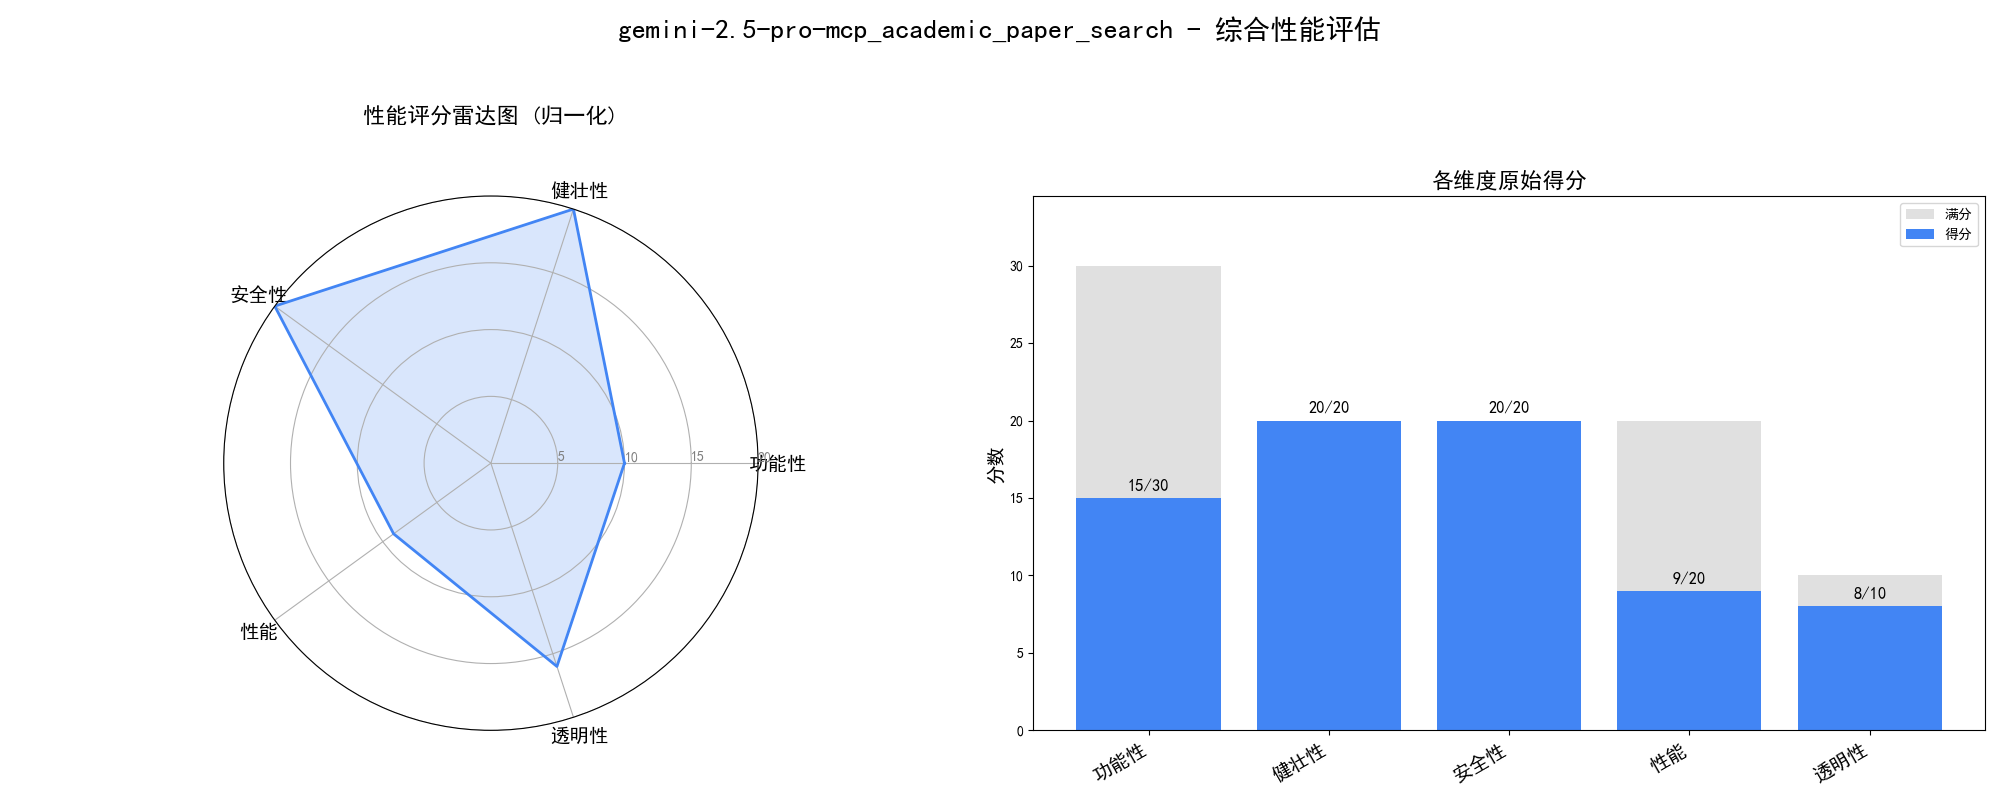 gemini-2.5-pro-mcp_academic_paper_search - 综合性能评估
性能评分雷达图 (归一化)
健壮性
安全性
5
10
15
20
功能性
性能
透明性
各维度原始得分
满分
得分
分数
30
25
20
15
10
5
0
15/30
20/20
20/20
9/20
8/10
功能性
健壮性
安全性
性能
透明性